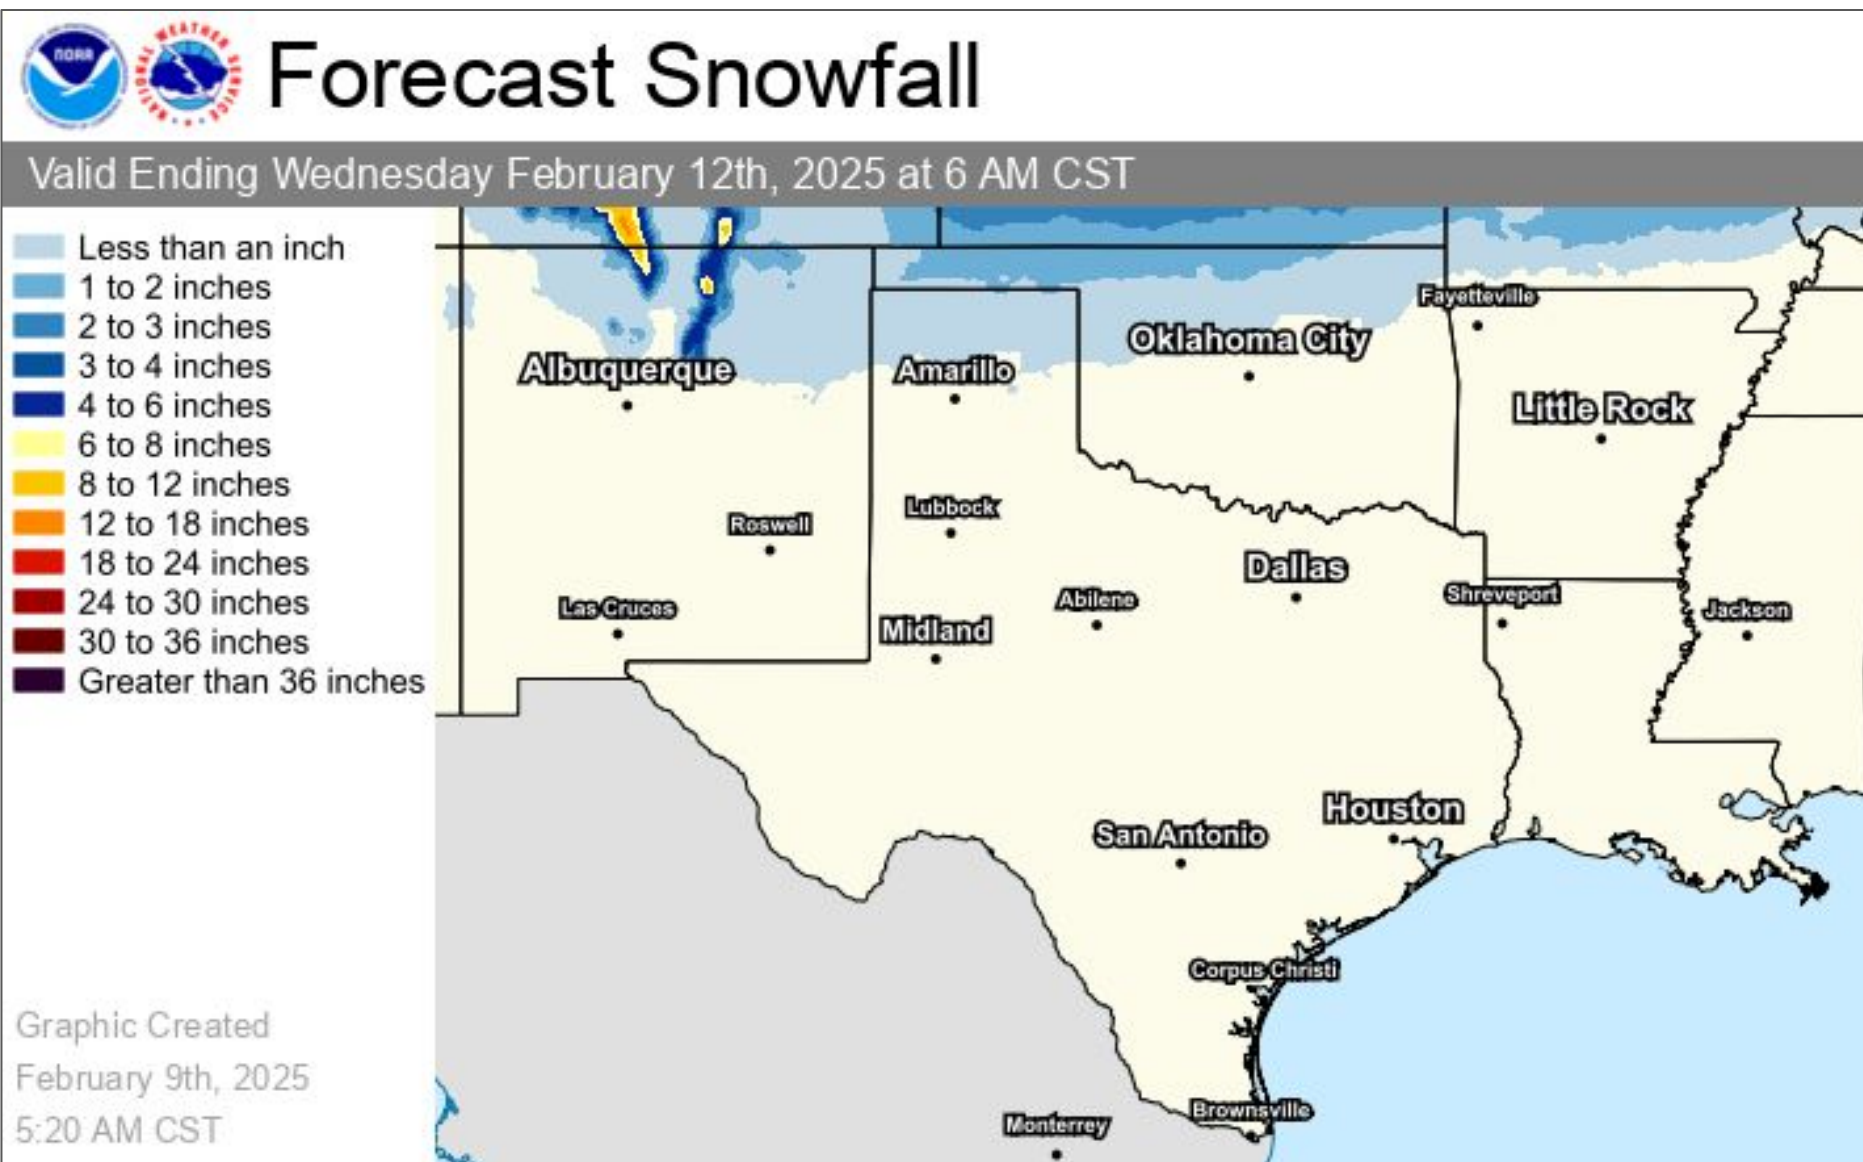 NOAA
NATIONAL WEATHER SERVICE
Forecast Snowfall
Valid Ending Wednesday February 12th, 2025 at 6 AM CST
Less than an inch
1 to 2 inches
2 to 3 inches
3 to 4 inches
4 to 6 inches
6 to 8 inches
8 to 12 inches
12 to 18 inches
18 to 24 inches
24 to 30 inches
30 to 36 inches
Greater than 36 inches
Graphic Created
February 9th, 2025
5:20 AM CST
Fayetteville
Oklahoma City
Albuquerque
Amarillo
Little Rock
Lubbock
Roswell
Dallas
Abilene
Shreveport
Las Cruces
Jackson
Midland
Houston
San Antonio
Corpus Christi
Brownsville
Monterrey